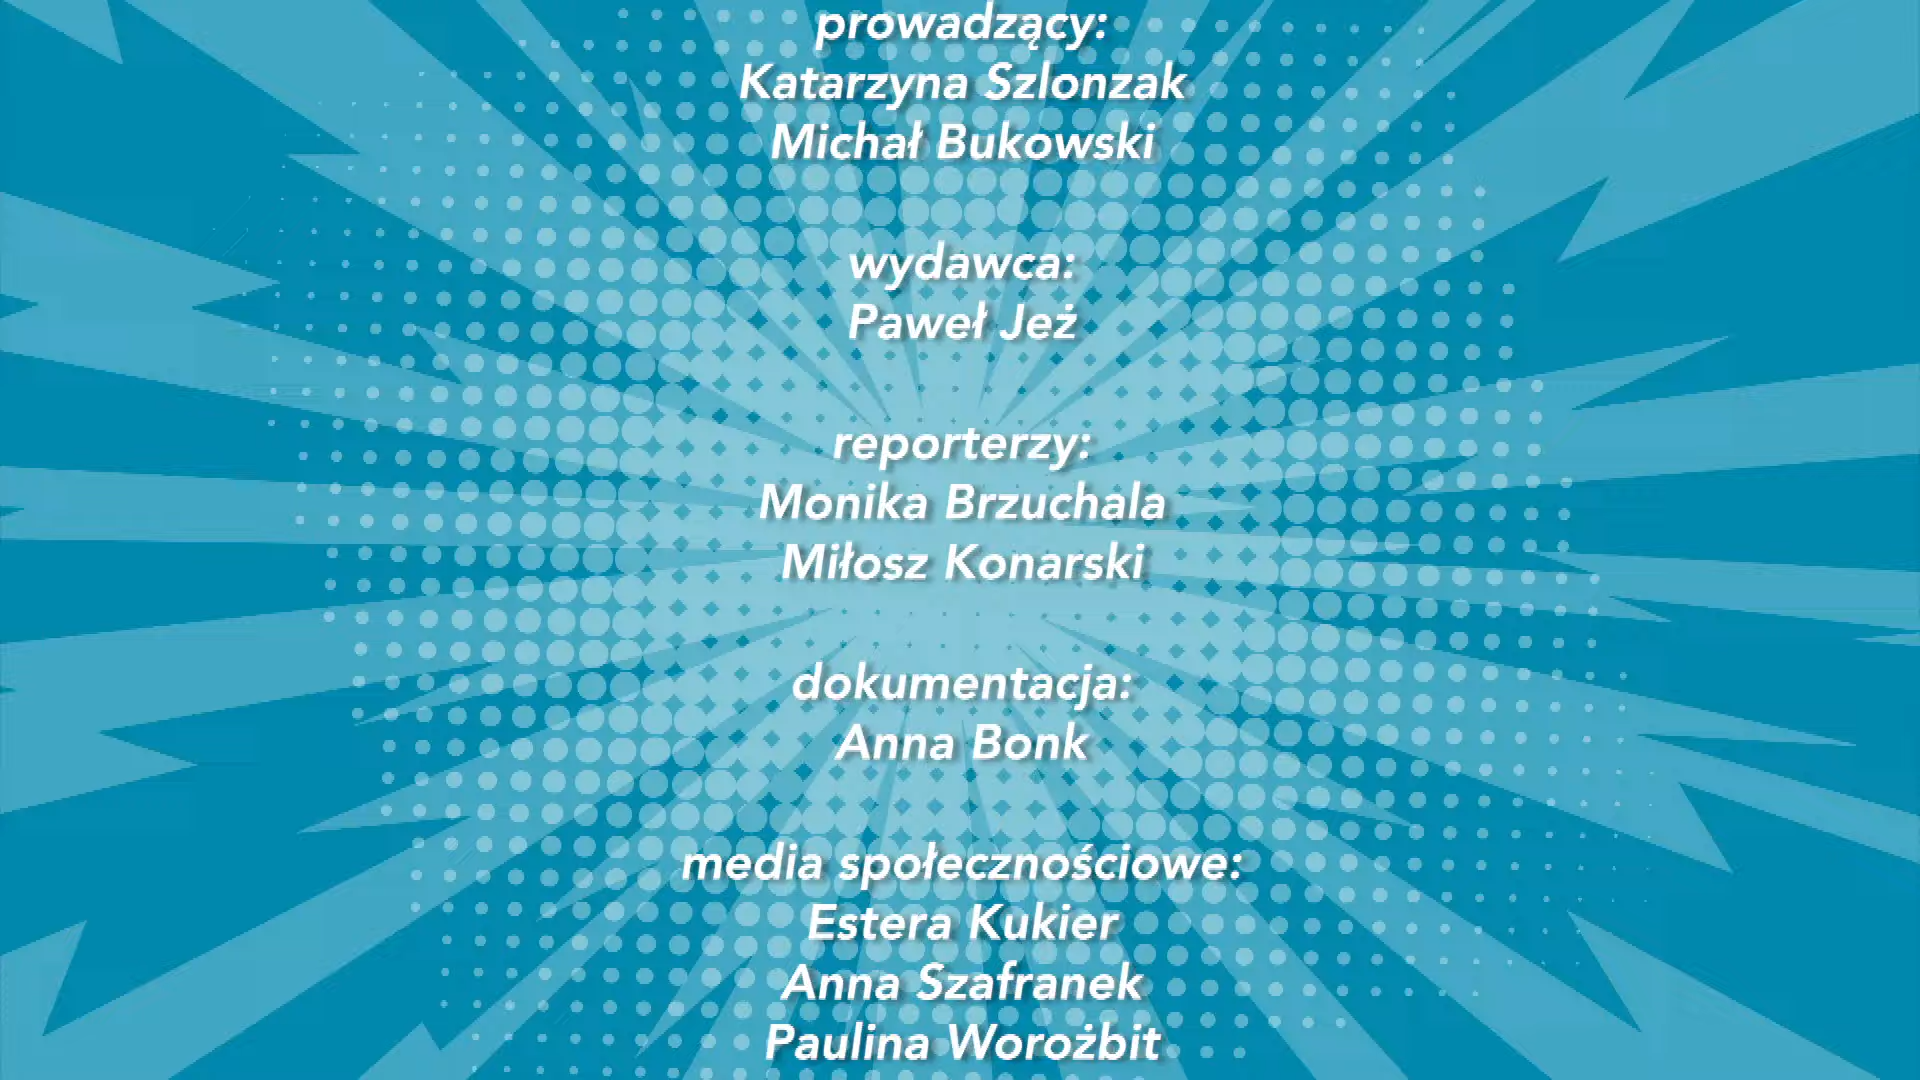 prowadzący:
Katarzyna Szlonzak
Michał Bukowski
wydawca:
Paweł Jeż
reporterzy:
Monika Brzuchala
Miłosz Konarski
dokumentacja:
Anna Bonk
media społecznościowe:
Estera Kukier
Anna Szafranek
Paulina Worożbit